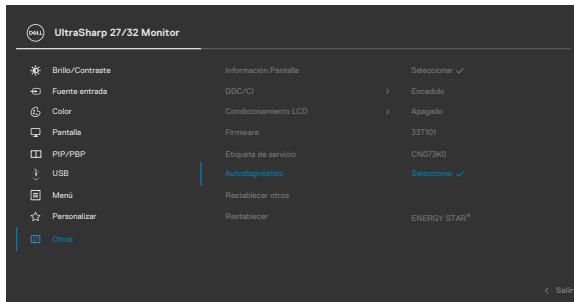 DELL UltraSharp 27/32 Monitor
Brillo/Contraste Información Pantalla Seleccionar ✓
Fuente entrada DDC/CI > Encedido
Color Condicionamiento LCD > Apagado
Pantalla Firmware 33T101
PIP/PBP Etiqueta de servicio CN073K0
USB Autodiagnóstico Seleccionar ✓
Menú Restablecer otros
Personalizar Restablecer ENERGY STAR®
Otros
< Salir